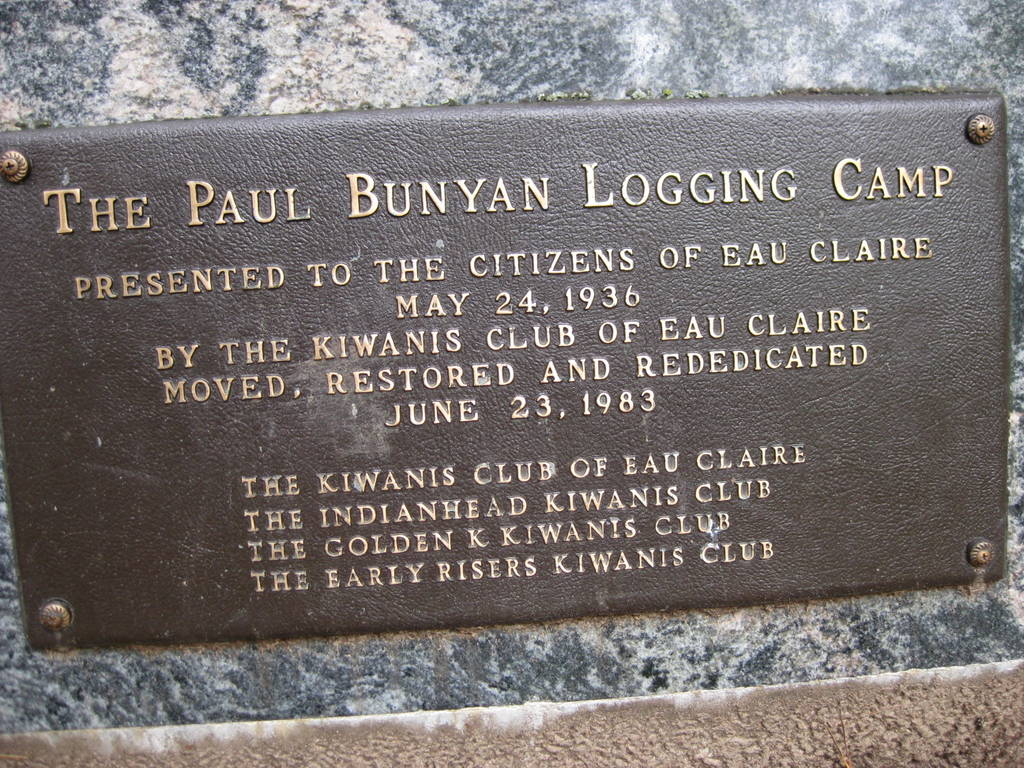 THE PAUL BUNYAN LOGGING CAMP
PRESENTED TO THE CITIZENS OF EAU CLAIRE
MAY 24, 1936
BY THE KIWANIS CLUB OF EAU CLAIRE
MOVED, RESTORED AND REDEDICATED
JUNE 23, 1983
THE KIWANIS CLUB OF EAU CLAIRE
THE INDIANHEAD KIWANIS CLUB
THE GOLDEN K KIWANIS CLUB
THE EARLY RISERS KIWANIS CLUB